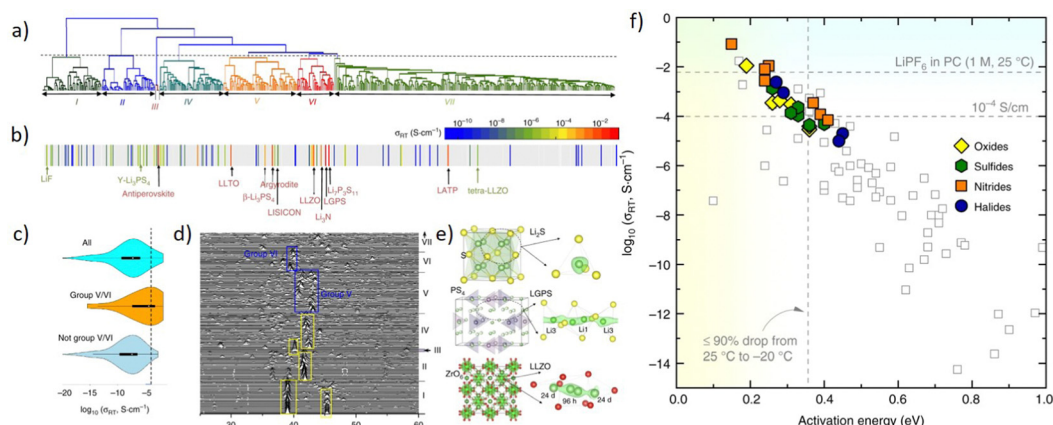 a)
I II III IV V VI VII
b)
σRT (S·cm⁻¹) 10⁻¹⁰ 10⁻⁸ 10⁻⁶ 10⁻⁴ 10⁻²
LiF
Y-Li₃PS₄
Antiperovskite
LLTO
β-Li₃PS₄
Argyrodite
LISICON
LLZO
Li₃N
LGPS
Li₇P₂S₁₁
LATP
tetra-LLZO
c)
All
Group V/VI
Not group V/VI
−20 −15 −10 −5
log₁₀ (σRT, S·cm⁻¹)
d)
Group VI
Group V
VII
VI
V
IV
III
II
I
30 40 50 60
e)
Li₂S
S
PS₄
LGPS
Li3 Li1 Li3
ZrO₆
LLZO
24 d 96 h 24 d
f)
log₁₀ (σRT, S·cm⁻¹)
0
−2
−4
−6
−8
−10
−12
−14
LiPF₆ in PC (1 M, 25 °C)
10⁻⁴ S/cm
Oxides
Sulfides
Nitrides
Halides
≤ 90% drop from
25 °C to −20 °C
0.0 0.2 0.4 0.6 0.8 1.0
Activation energy (eV)